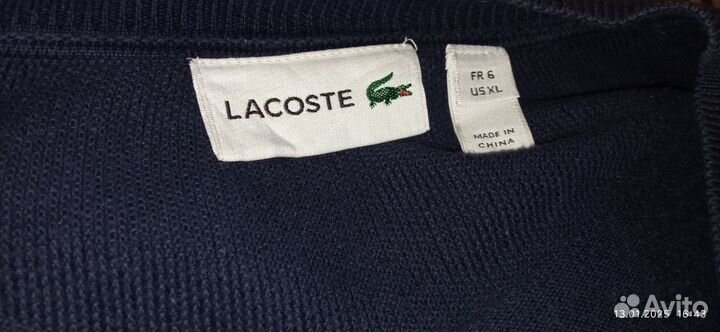 LACOSTE
FR 6
US XL
MADE IN
CHINA
Avito
13.01.2025 16:43